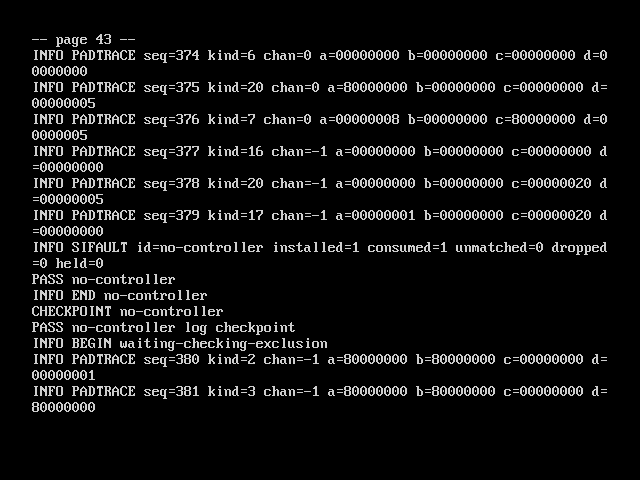 -- page 43 --
INFO PADTRACE seq=374 kind=6 chan=0 a=00000000 b=00000000 c=00000000 d=0
0000000
INFO PADTRACE seq=375 kind=20 chan=0 a=80000000 b=00000000 c=00000000 d=
00000005
INFO PADTRACE seq=376 kind=7 chan=0 a=00000008 b=00000000 c=80000000 d=0
0000005
INFO PADTRACE seq=377 kind=16 chan=-1 a=00000000 b=00000000 c=00000000 d
=00000000
INFO PADTRACE seq=378 kind=20 chan=-1 a=00000000 b=00000000 c=00000020 d
=00000005
INFO PADTRACE seq=379 kind=17 chan=-1 a=00000001 b=00000000 c=00000020 d
=00000000
INFO SIFAULT id=no-controller installed=1 consumed=1 unmatched=0 dropped
=0 held=0
PASS no-controller
INFO END no-controller
CHECKPOINT no-controller
PASS no-controller log checkpoint
INFO BEGIN waiting-checking-exclusion
INFO PADTRACE seq=380 kind=2 chan=-1 a=80000000 b=80000000 c=00000000 d=
00000001
INFO PADTRACE seq=381 kind=3 chan=-1 a=80000000 b=80000000 c=00000000 d=
80000000